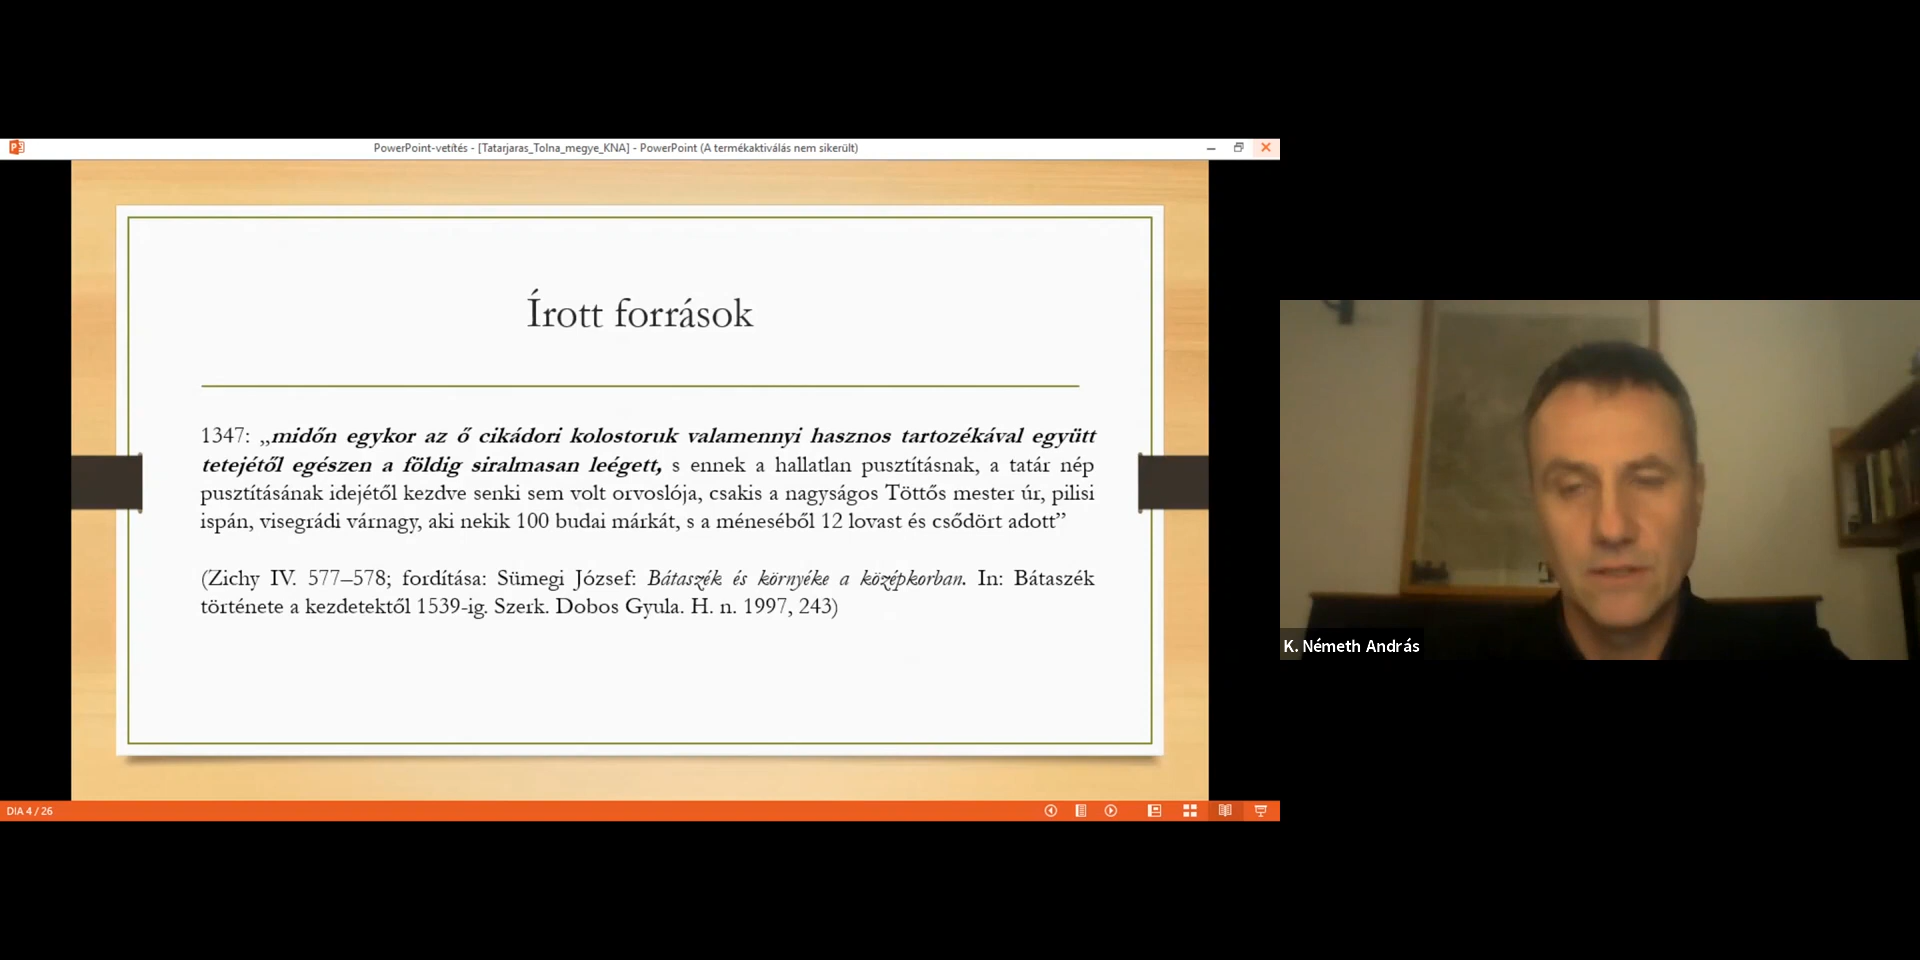 PowerPoint-vetítés - [Tatarjaras_Tolna_megye_KNA] - PowerPoint (A termékaktiválás nem sikerült)
Írott források
1347: „midőn egykor az ő cikádori kolostoruk valamennyi hasznos tartozékával együtt
tetejétől egészen a földig siralmasan leégett, s ennek a hallatlan pusztításnak, a tatár nép
pusztításának idejétől kezdve senki sem volt orvoslója, csakis a nagyságos Töttős mester úr, pilisi
ispán, visegrádi várnagy, aki nekik 100 budai márkát, s a méneséből 12 lovast és csődört adott”
(Zichy IV. 577–578; fordítása: Sümegi József: Bátaszék és környéke a középkorban. In: Bátaszék
története a kezdetektől 1539-ig. Szerk. Dobos Gyula. H. n. 1997, 243)
K. Németh András
DIA 4 / 26